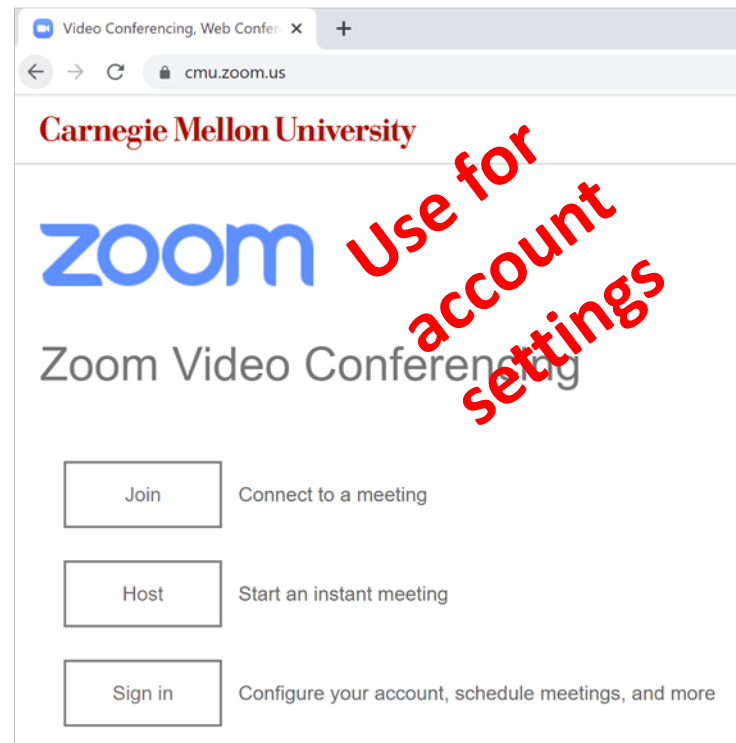 Video Conferencing, Web Confer
cmu.zoom.us
Carnegie Mellon University
Use for
account
settings
zoom
Zoom Video Conferencing
Join Connect to a meeting
Host Start an instant meeting
Sign in Configure your account, schedule meetings, and more